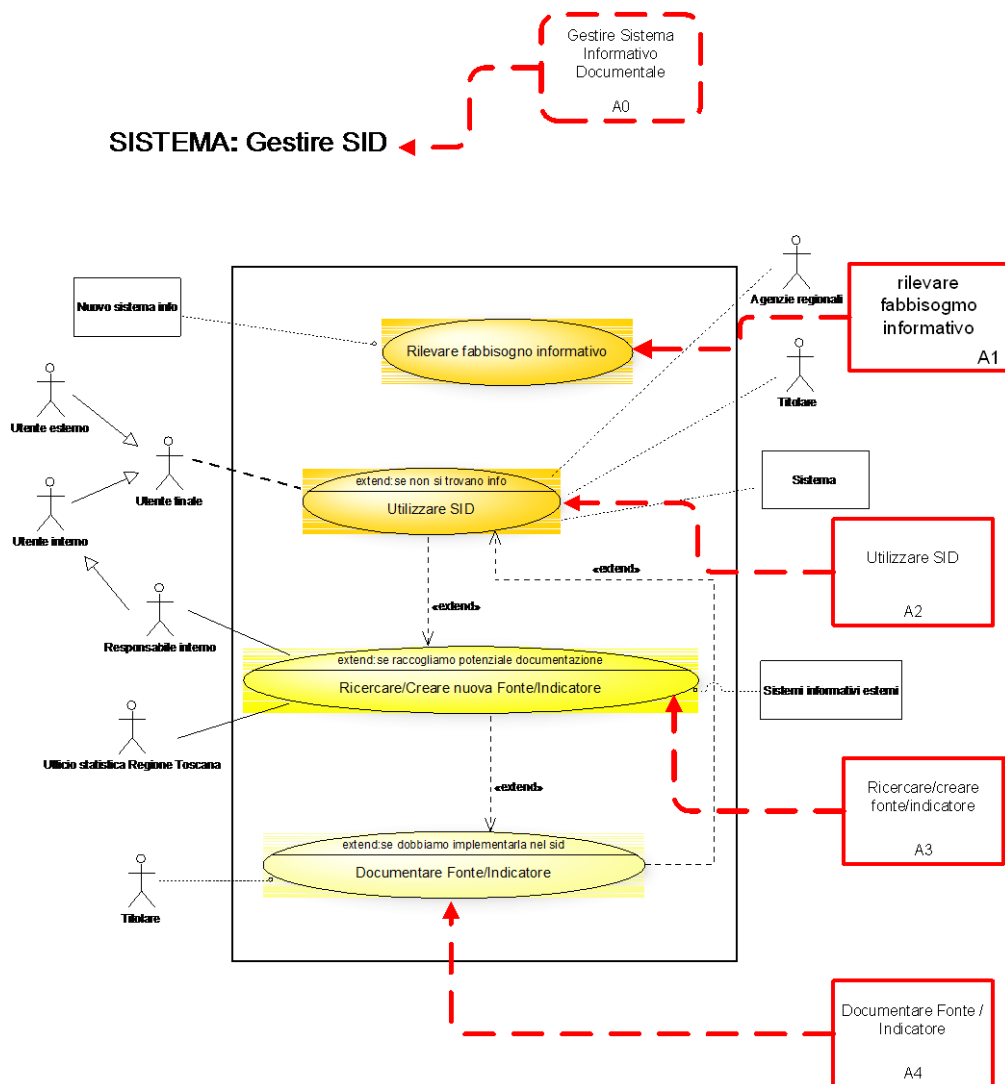 Gestire Sistema
Informativo
Documentale
A0
SISTEMA: Gestire SID
Agenzie regionali
rilevare
fabbisogmo
informativo
A1
Nuovo sistema info
Rilevare fabbisogno informativo
Titolare
Utente esterno
Utente finale
extend:se non si trovano info
Utilizzare SID
Sistema
Utente interno
Utilizzare SID
A2
«extend»
«extend»
Responsabile interno
extend:se raccogliamo potenziale documentazione
Ricercare/Creare nuova Fonte/Indicatore
Sistemi informativi esterni
Ufficio statistica Regione Toscana
Ricercare/creare
fonte/indicatore
A3
«extend»
extend:se dobbiamo implementarla nel sid
Documentare Fonte/Indicatore
Titolare
Documentare Fonte /
Indicatore
A4